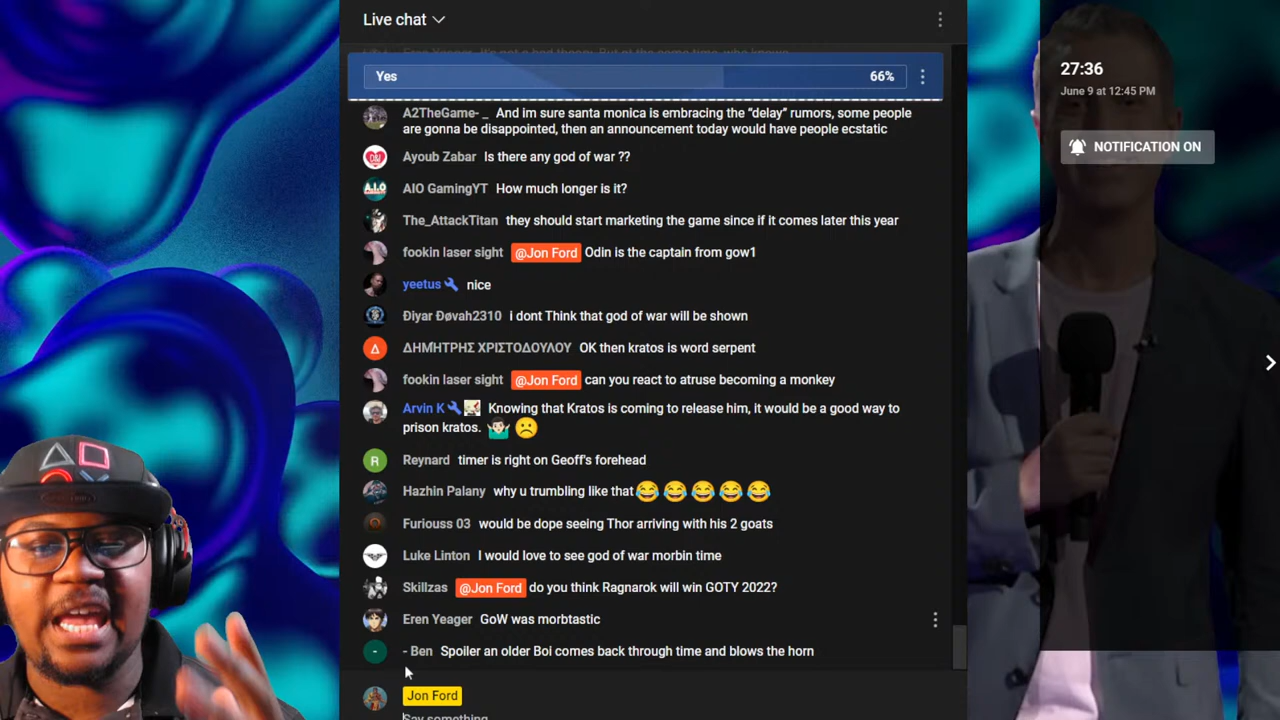 Live chat
Yes 66%
A2TheGame- _ And im sure santa monica is embracing the “delay” rumors, some people
are gonna be disappointed, then an announcement today would have people ecstatic
Ayoub Zabar Is there any god of war ??
AIO GamingYT How much longer is it?
The_AttackTitan they should start marketing the game since if it comes later this year
fookin laser sight @Jon Ford Odin is the captain from gow1
yeetus nice
Điyar Đøvah2310 i dont Think that god of war will be shown
Δ ΔΗΜΗΤΡΗΣ ΧΡΙΣΤΟΔΟΥΛΟΥ OK then kratos is word serpent
fookin laser sight @Jon Ford can you react to atruse becoming a monkey
Arvin K Knowing that Kratos is coming to release him, it would be a good way to
prison kratos. 🤷🏻‍♂️ ☹️
R Reynard timer is right on Geoff's forehead
Hazhin Palany why u trumbling like that😂😂😂😂😂
Furiouss 03 would be dope seeing Thor arriving with his 2 goats
Luke Linton I would love to see god of war morbin time
Skillzas @Jon Ford do you think Ragnarok will win GOTY 2022?
Eren Yeager GoW was morbtastic
- - Ben Spoiler an older Boi comes back through time and blows the horn
Jon Ford
Say something
27:36
June 9 at 12:45 PM
NOTIFICATION ON